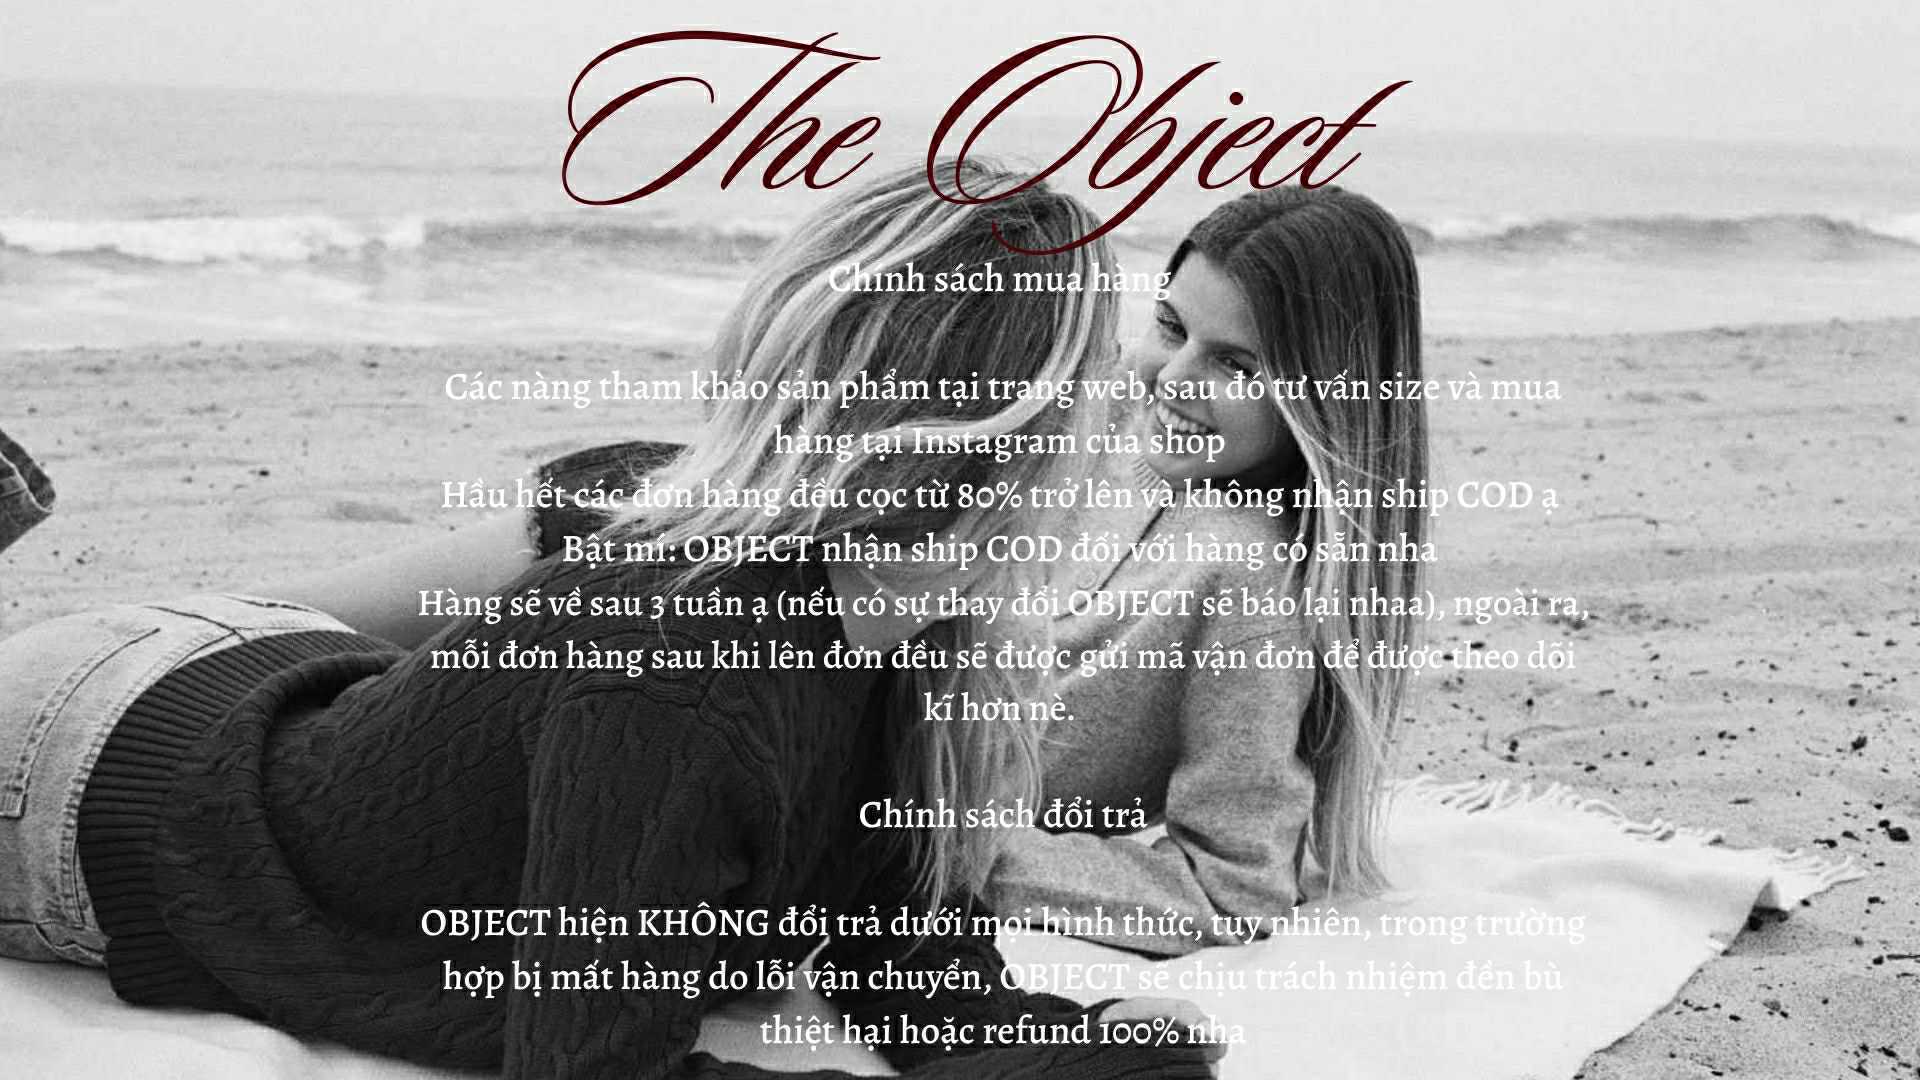 The Object
Chính sách mua hàng
Các nàng tham khảo sản phẩm tại trang web, sau đó tư vấn size và mua
hàng tại Instagram của shop
Hầu hết các đơn hàng đều cọc từ 80% trở lên và không nhận ship COD ạ
Bật mí: OBJECT nhận ship COD đối với hàng có sẵn nha
Hàng sẽ về sau 3 tuần ạ (nếu có sự thay đổi OBJECT sẽ báo lại nhaa), ngoài ra,
mỗi đơn hàng sau khi lên đơn đều sẽ được gửi mã vận đơn để được theo dõi
kĩ hơn nè.
Chính sách đổi trả
OBJECT hiện KHÔNG đổi trả dưới mọi hình thức, tuy nhiên, trong trường
hợp bị mất hàng do lỗi vận chuyển, OBJECT sẽ chịu trách nhiệm đền bù
thiệt hại hoặc refund 100% nha